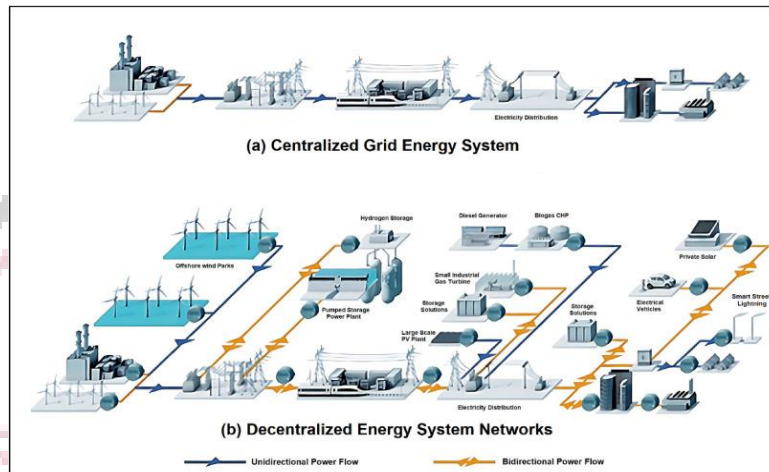 Electricity Distribution
(a) Centralized Grid Energy System
Hydrogen Storage
Diesel Generator
Biogas CHP
Offshore wind Parks
Private Solar
Small Industrial
Gas Turbine
Pumped Storage
Power Plant
Storage
Solutions
Storage
Solutions
Electrical
Vehicles
Smart Street
Lightning
Large Scale
PV Plant
Electricity Distribution
(b) Decentralized Energy System Networks
Unidirectional Power Flow
Bidirectional Power Flow